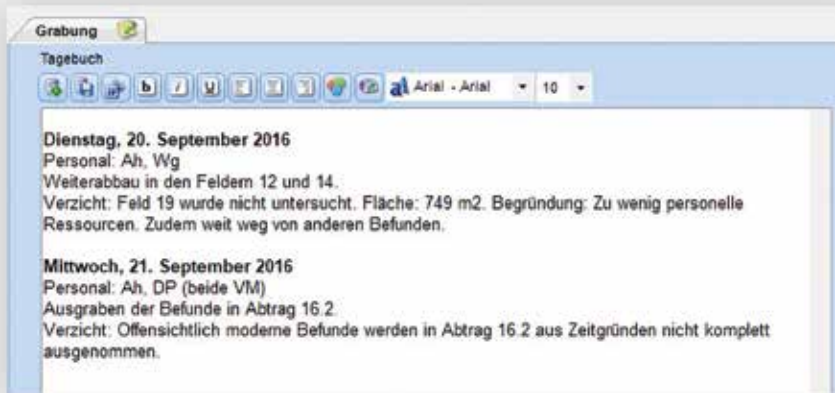 Grabung
Tagebuch
b i u al Arial - Arial 10
Dienstag, 20. September 2016
Personal: Ah, Wg
Weiterabbau in den Feldern 12 und 14.
Verzicht: Feld 19 wurde nicht untersucht. Fläche: 749 m2. Begründung: Zu wenig personelle
Ressourcen. Zudem weit weg von anderen Befunden.
Mittwoch, 21. September 2016
Personal: Ah, DP (beide VM)
Ausgraben der Befunde in Abtrag 16.2.
Verzicht: Offensichtlich moderne Befunde werden in Abtrag 16.2 aus Zeitgründen nicht komplett
ausgenommen.